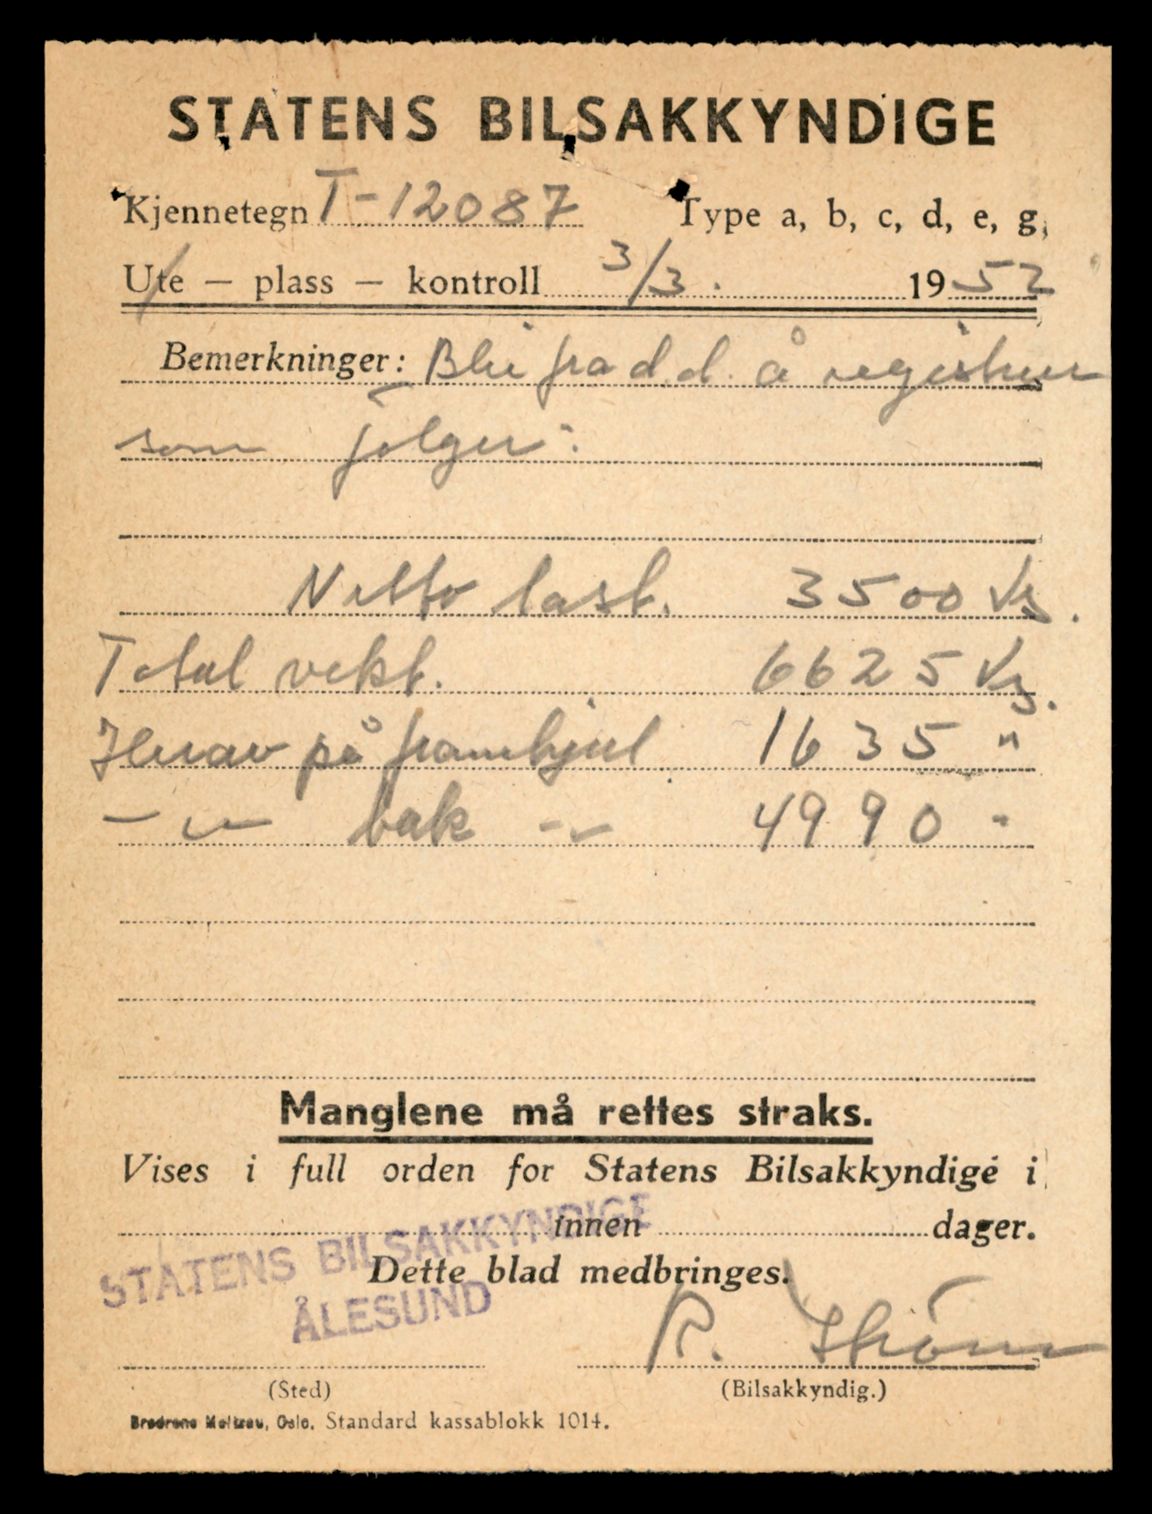 STATENS BILSAKKYNDIGE
Kjennetegn T-12087 Type a, b, c, d, e, g,
Ute — plass — kontroll 3/3. 1952
Bemerkninger: Blir fra d.d. å registrere
som følger:
Netto last. 3500 Kg.
Total vekt. 6625 Kg.
Herav på framhjul 1635 "
— " — bak — " — 4990 "
Manglene må rettes straks.
Vises i full orden for Statens Bilsakkyndige i
innen dager.
STATENS BILSAKKYNDIGE
ÅLESUND
Dette blad medbringes.
R.
(Sted) (Bilsakkyndig.)
Brødrene Meltzau, Oslo. Standard kassablokk 1014.